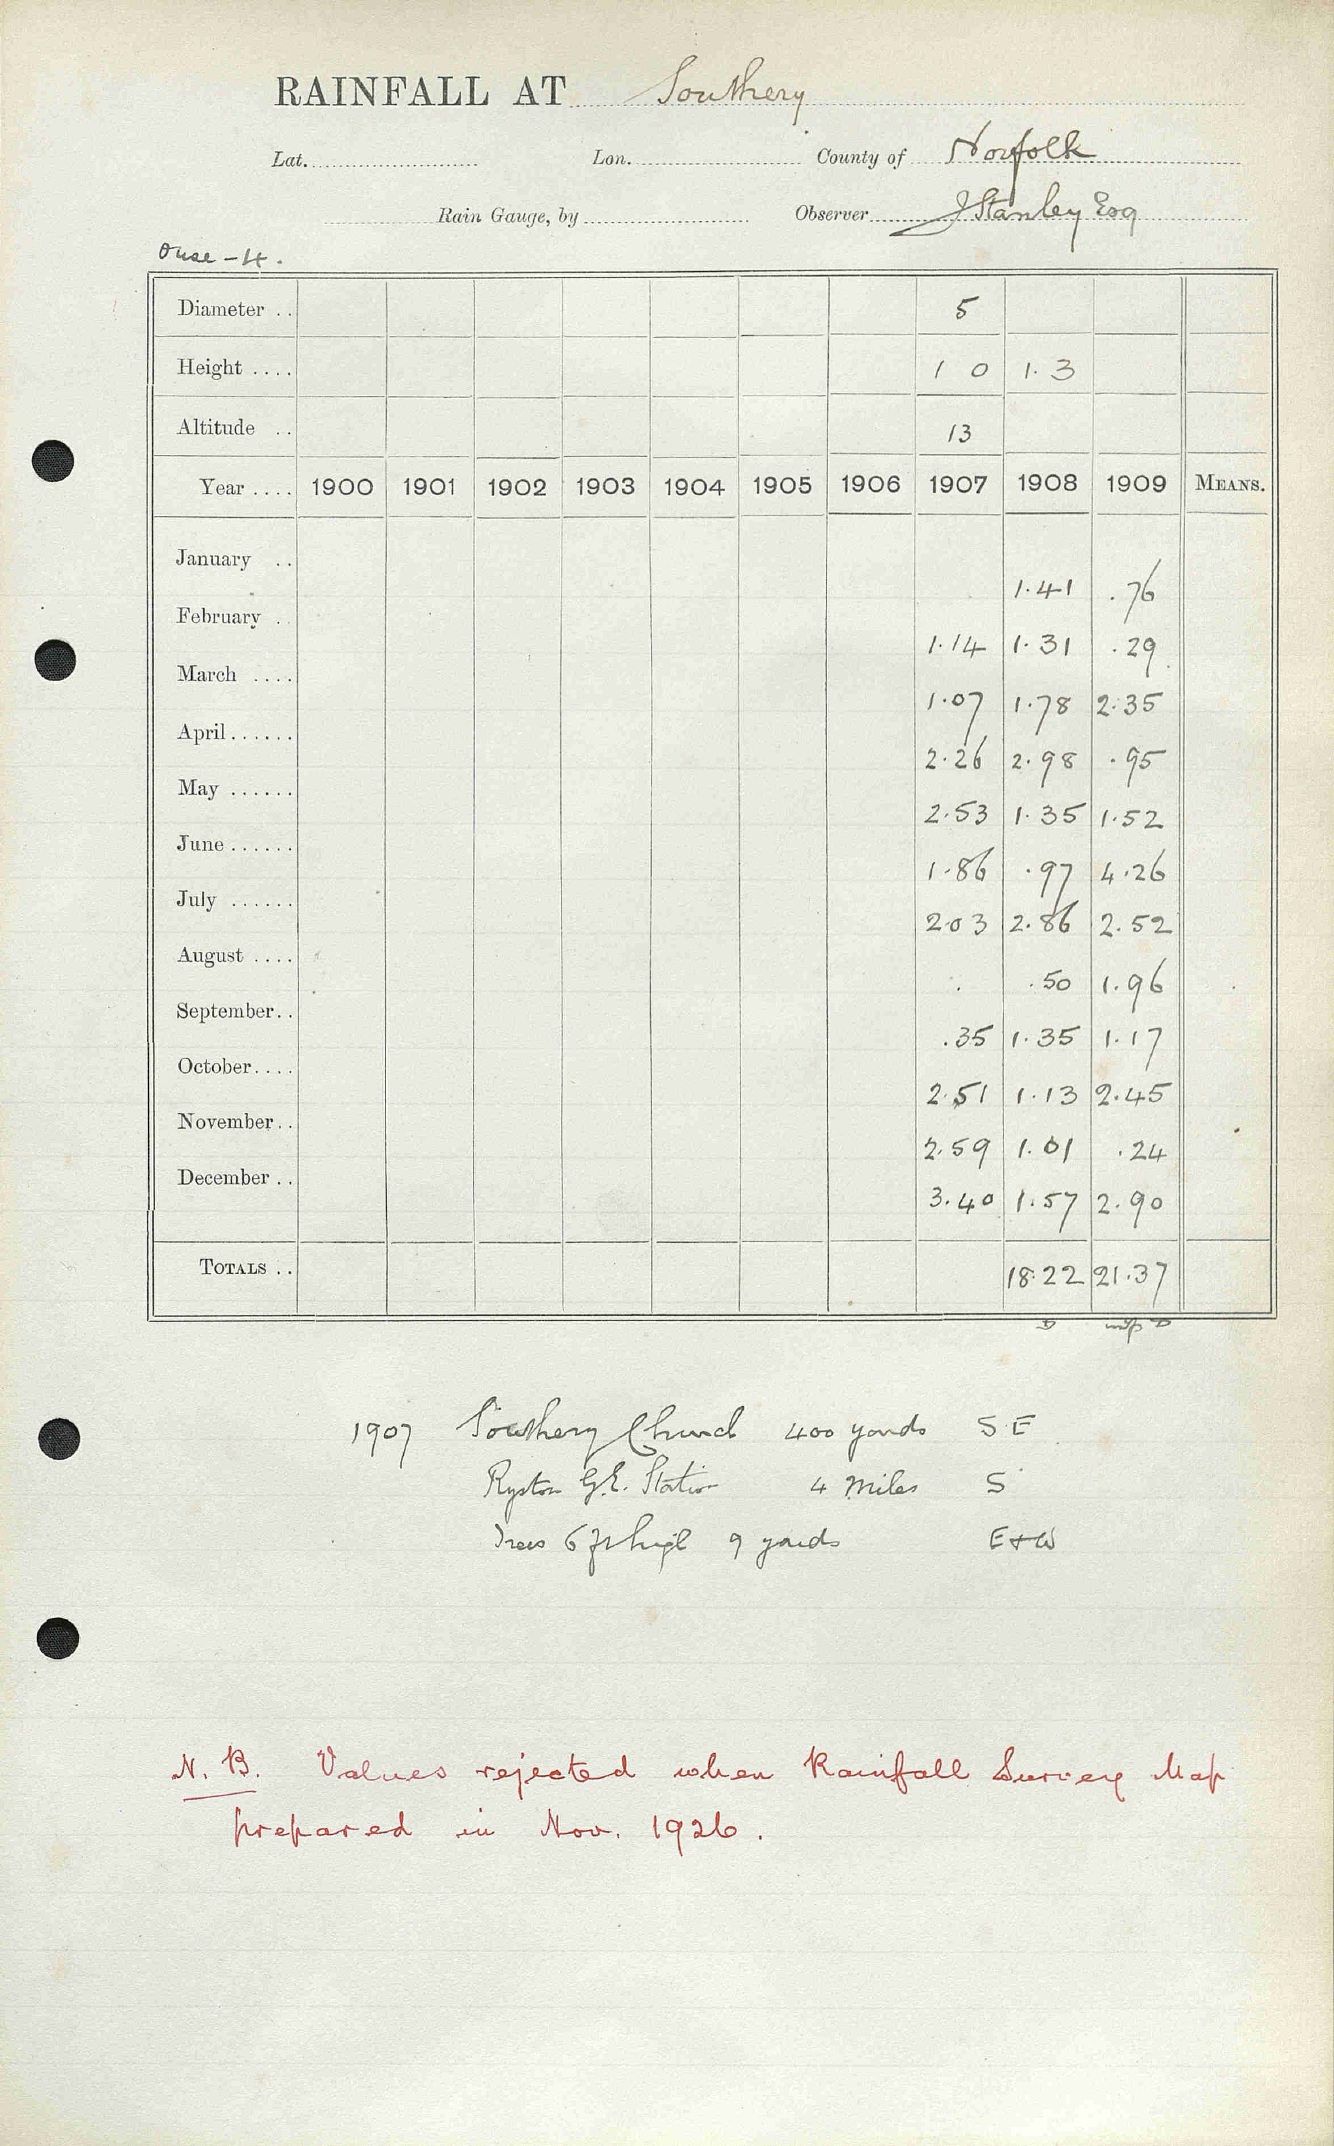 RAINFALL AT Southery
Lat. Lon. County of Norfolk
Rain Gauge, by Observer J Stanley Esq
Ouse - 4.
Diameter .. 5
Height .... 1 0 1.3
Altitude .. 13
Year .... 1900 1901 1902 1903 1904 1905 1906 1907 1908 1909 MEANS.
January .. 1.41 .76
February .. 1.14 1.31 .29
March .... 1.07 1.78 2.35
April...... 2.26 2.98 .95
May ...... 2.53 1.35 1.52
June...... 1.86 .97 4.26
July ...... 2.03 2.86 2.52
August .... . .50 1.96
September.. .35 1.35 1.17
October.... 2.51 1.13 2.45
November.. 2.59 1.01 .24
December .. 3.40 1.57 2.90
TOTALS .. 18.22 21.37
1907 Southery Church 400 yards S.E
Ryston G.E. Station 4 miles S
Trees 6 ft high 9 yards E + W
N.B. Values rejected when Rainfall Survey Map
prepared in Nov. 1926.